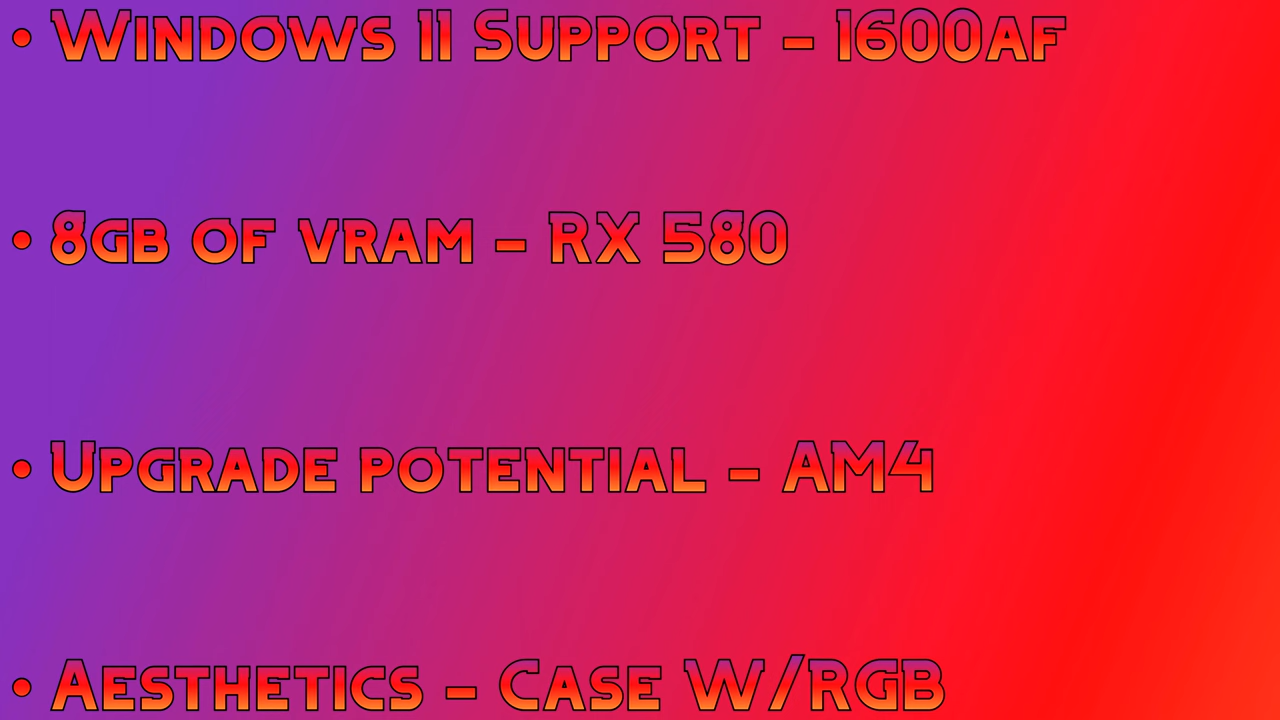 • Windows 11 Support - 1600AF
• 8GB of VRAM - RX 580
• Upgrade potential - AM4
• Aesthetics - Case W/RGB